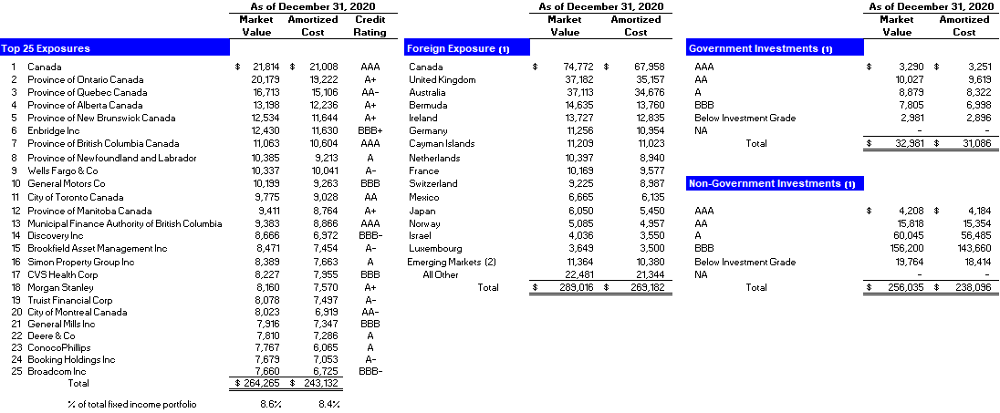 As of December 31, 2020
Market Amortized Credit
Value Cost Rating
Top 25 Exposures
1 Canada $ 21,814 $ 21,008 AAA
2 Province of Ontario Canada 20,179 19,222 A+
3 Province of Quebec Canada 16,713 15,106 AA-
4 Province of Alberta Canada 13,198 12,236 A+
5 Province of New Brunswick Canada 12,534 11,644 A+
6 Enbridge Inc 12,430 11,630 BBB+
7 Province of British Columbia Canada 11,063 10,604 AAA
8 Province of Newfoundland and Labrador 10,385 9,213 A
9 Wells Fargo & Co 10,337 10,041 A-
10 General Motors Co 10,199 9,263 BBB
11 City of Toronto Canada 9,775 9,028 AA
12 Province of Manitoba Canada 9,411 8,764 A+
13 Municipal Finance Authority of British Columbia 9,383 8,866 AAA
14 Discovery Inc 8,666 6,972 BBB-
15 Brookfield Asset Management Inc 8,471 7,454 A-
16 Simon Property Group Inc 8,389 7,663 A
17 CVS Health Corp 8,227 7,955 BBB
18 Morgan Stanley 8,160 7,570 A+
19 Truist Financial Corp 8,078 7,497 A-
20 City of Montreal Canada 8,023 6,919 AA-
21 General Mills Inc 7,916 7,347 BBB
22 Deere & Co 7,810 7,286 A
23 ConocoPhillips 7,767 6,065 A
24 Booking Holdings Inc 7,679 7,053 A-
25 Broadcom Inc 7,660 6,725 BBB-
Total $ 264,265 $ 243,132
% of total fixed income portfolio 8.6% 8.4%
As of December 31, 2020
Market Amortized
Value Cost
Foreign Exposure (1)
Canada $ 74,772 $ 67,958
United Kingdom 37,182 35,157
Australia 37,113 34,676
Bermuda 14,635 13,760
Ireland 13,727 12,835
Germany 11,256 10,954
Cayman Islands 11,209 11,023
Netherlands 10,397 8,940
France 10,169 9,577
Switzerland 9,225 8,987
Mexico 6,665 6,135
Japan 6,050 5,450
Norway 5,085 4,957
Israel 4,036 3,550
Luxembourg 3,649 3,500
Emerging Markets (2) 11,364 10,380
All Other 22,481 21,344
Total $ 289,016 $ 269,182
As of December 31, 2020
Market Amortized
Value Cost
Government Investments (1)
AAA $ 3,290 $ 3,251
AA 10,027 9,619
A 8,879 8,322
BBB 7,805 6,998
Below Investment Grade 2,981 2,896
NA - -
Total $ 32,981 $ 31,086
Non-Government Investments (1)
AAA $ 4,208 $ 4,184
AA 15,818 15,354
A 60,045 56,485
BBB 156,200 143,660
Below Investment Grade 19,764 18,414
NA - -
Total $ 256,035 $ 238,096